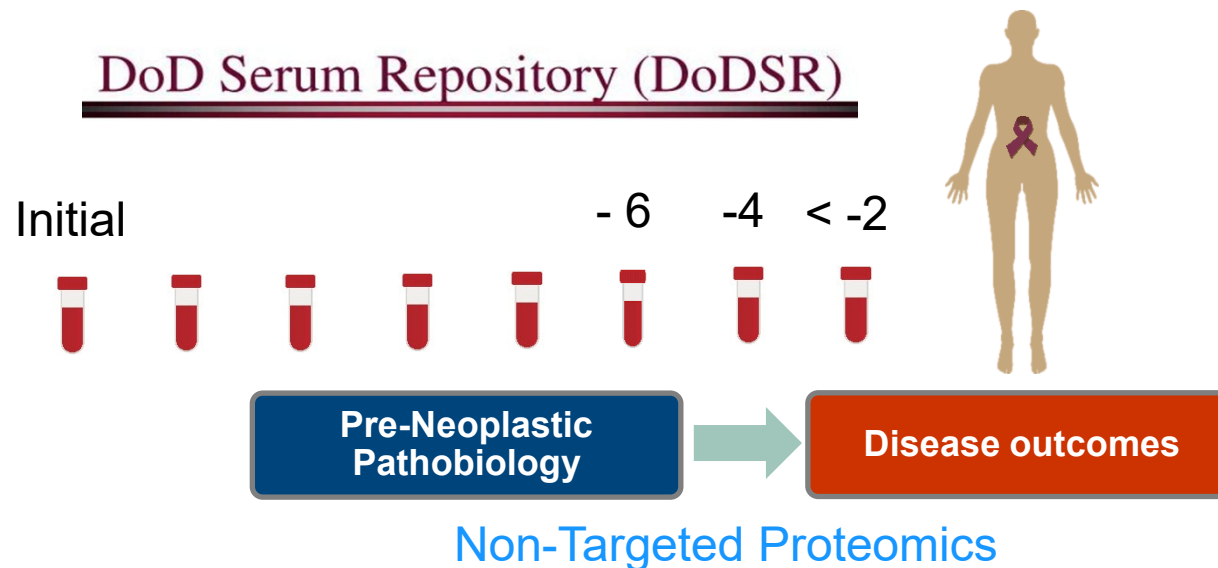 DoD Serum Repository (DoDSR)
Initial
- 6
-4
< -2
Pre-Neoplastic
Pathobiology
Disease outcomes
Non-Targeted Proteomics